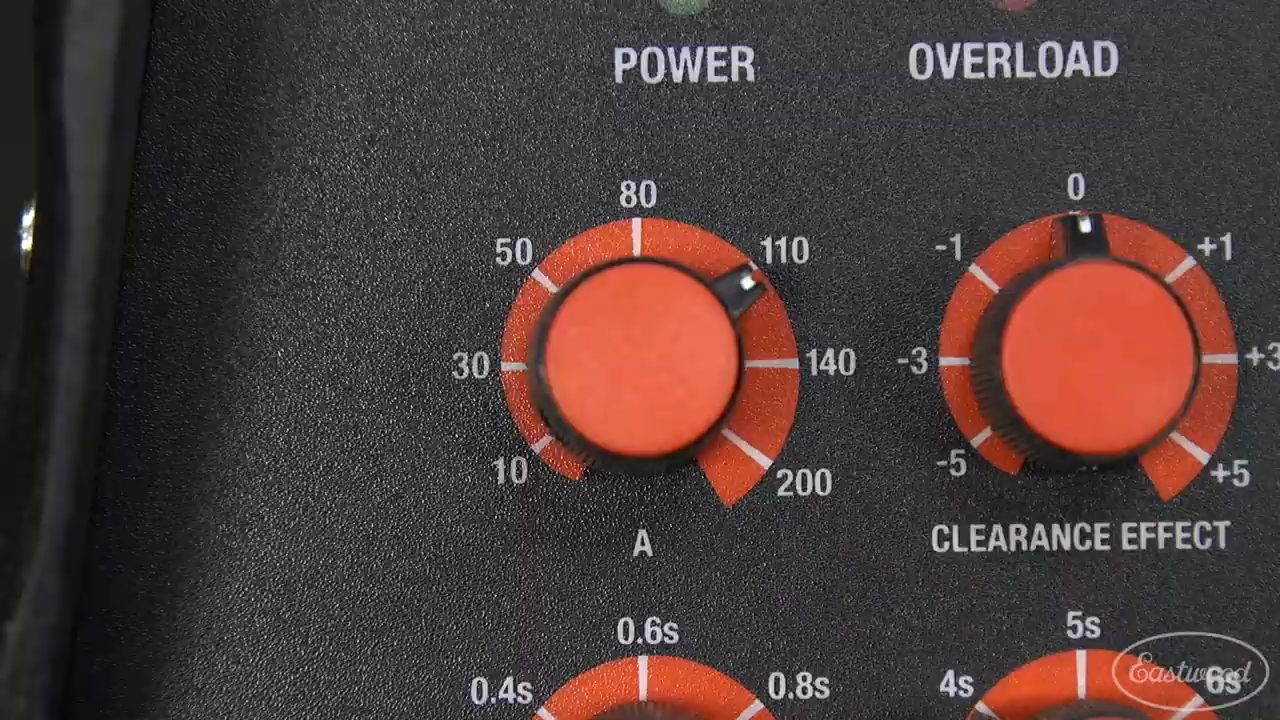 POWER OVERLOAD
80 0
50 110 -1 +1
30 140 -3 +3
10 200 -5 +5
A CLEARANCE EFFECT
0.6s 5s
0.4s 0.8s 4s 6s
Eastwood